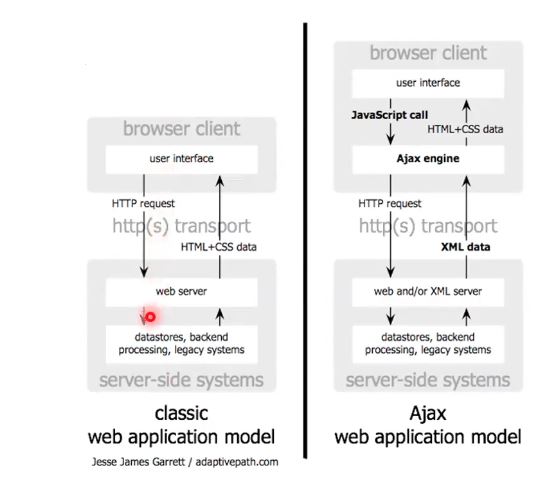 browser client
user interface
HTTP request
http(s) transport
HTML+CSS data
web server
datastores, backend
processing, legacy systems
server-side systems
classic
web application model
Jesse James Garrett / adaptivepath.com
browser client
user interface
JavaScript call
HTML+CSS data
Ajax engine
HTTP request
http(s) transport
XML data
web and/or XML server
datastores, backend
processing, legacy systems
server-side systems
Ajax
web application model